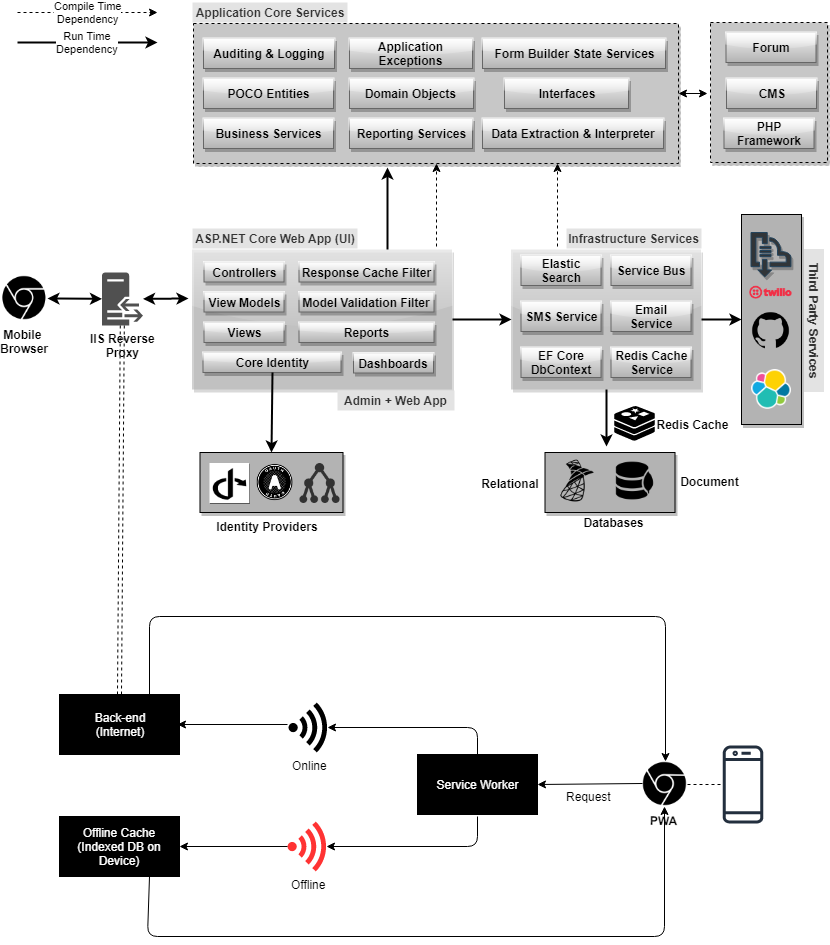 Compile Time
Dependency
Run Time
Dependency
Application Core Services
Auditing & Logging
Application
Exceptions
Form Builder State Services
POCO Entities
Domain Objects
Interfaces
Business Services
Reporting Services
Data Extraction & Interpreter
Forum
CMS
PHP
Framework
ASP.NET Core Web App (UI)
Controllers
Response Cache Filter
View Models
Model Validation Filter
Views
Reports
Core Identity
Dashboards
Admin + Web App
Infrastructure Services
Elastic
Search
Service Bus
SMS Service
Email
Service
EF Core
DbContext
Redis Cache
Service
twilio
Third Party Services
Mobile
Browser
IIS Reverse
Proxy
Identity Providers
Redis Cache
Relational
Document
Databases
Back-end
(Internet)
Online
Service Worker
Request
PWA
Offline Cache
(Indexed DB on
Device)
Offline